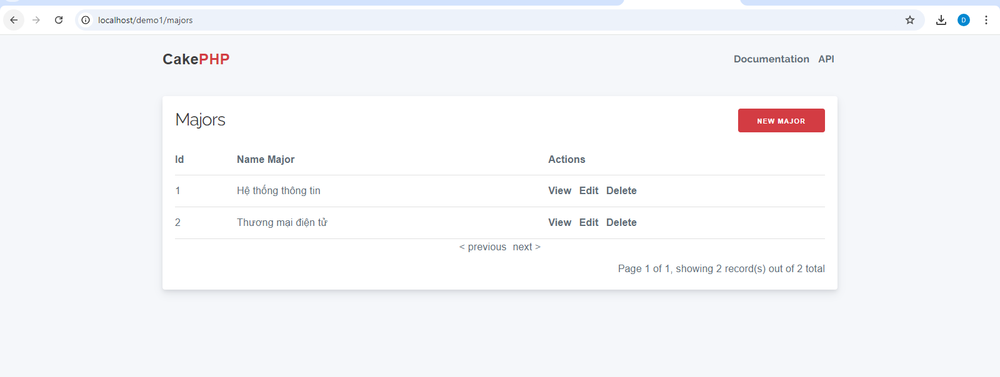 localhost/demo1/majors
D
CakePHP
Documentation API
Majors
NEW MAJOR
Id Name Major Actions
1 Hệ thống thông tin View Edit Delete
2 Thương mại điện tử View Edit Delete
< previous next >
Page 1 of 1, showing 2 record(s) out of 2 total